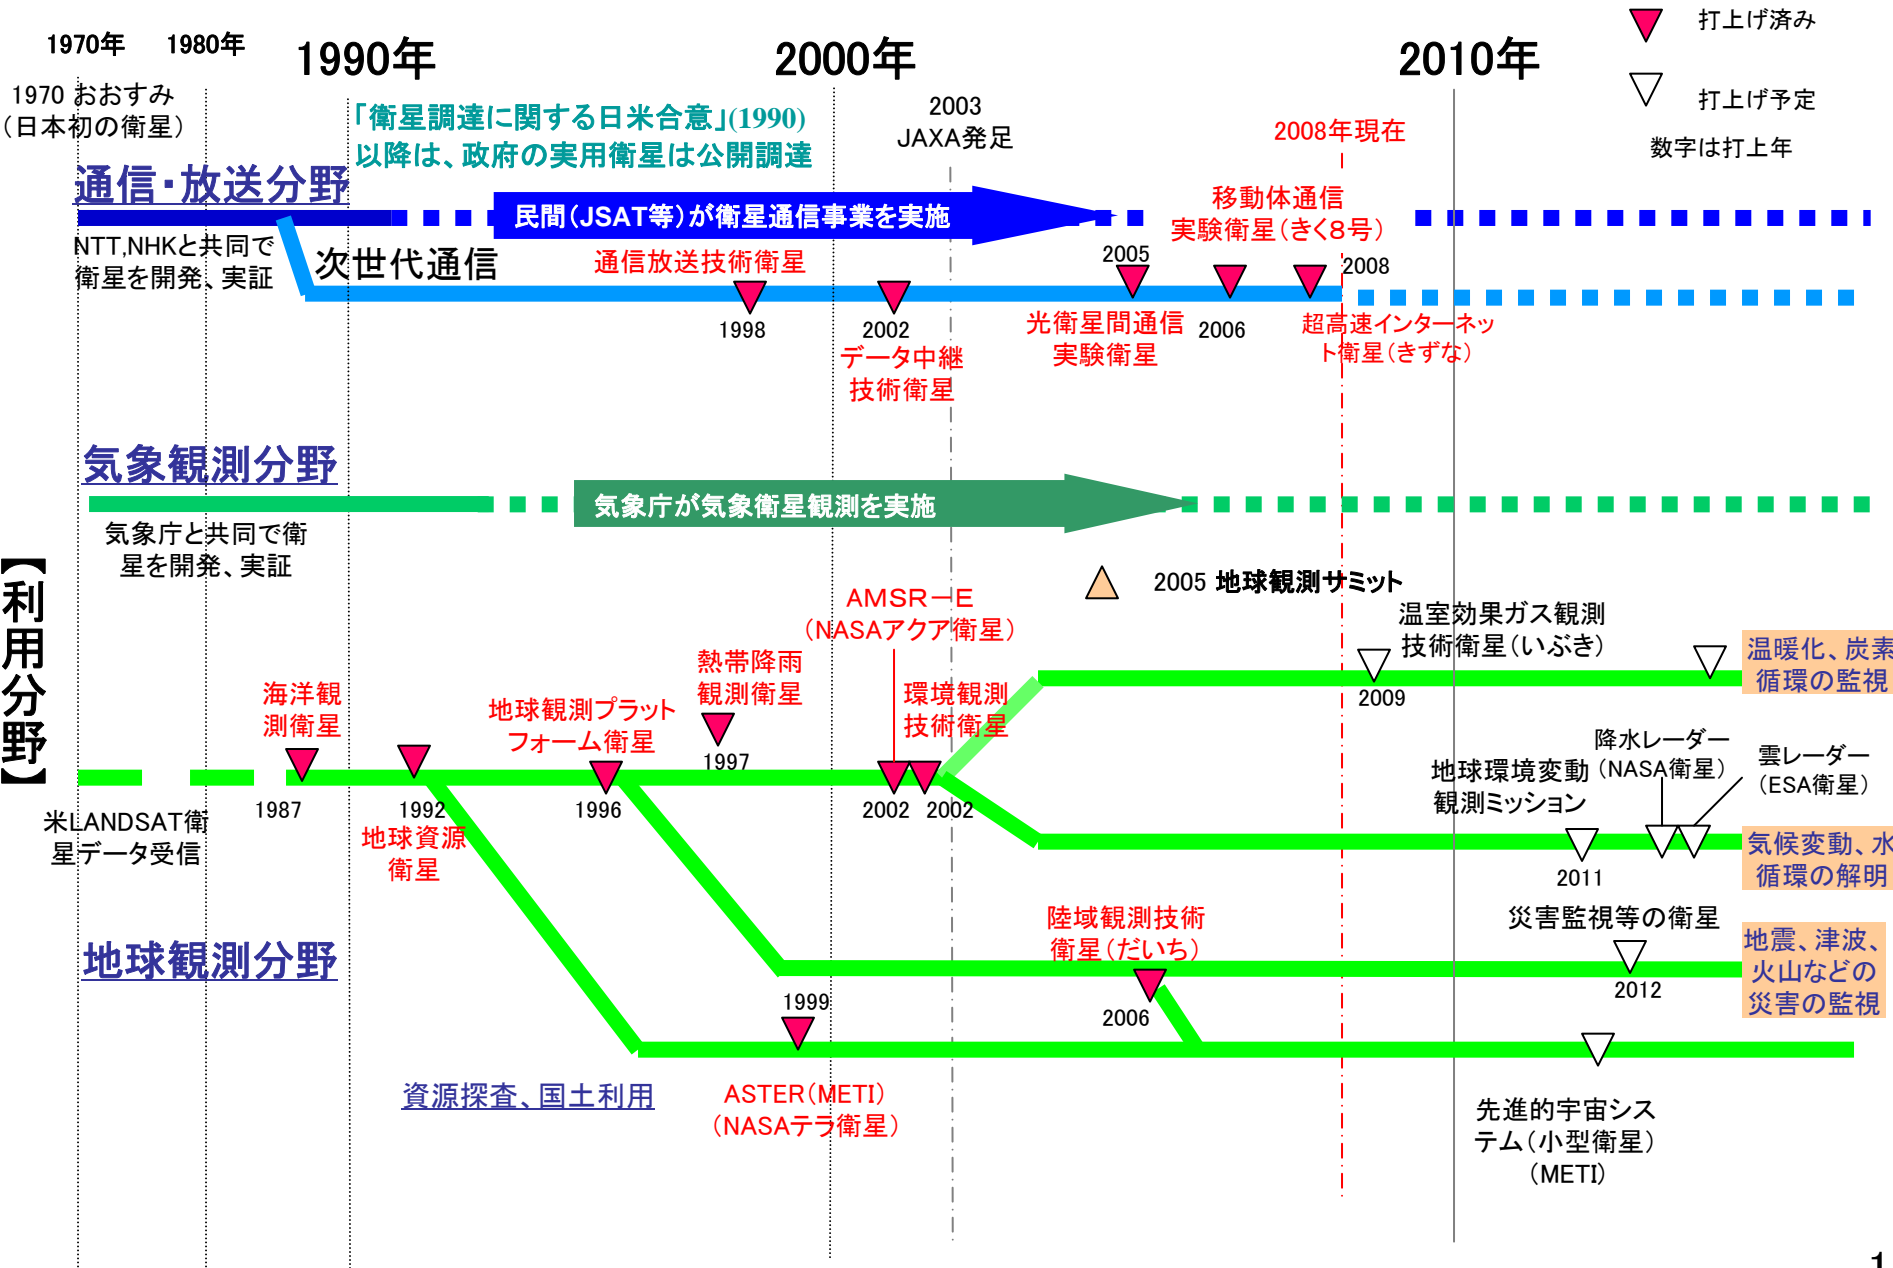 打上げ済み
1970年
1980年
1990年
2000年
2010年
打上げ予定
数字は打上年
1970 おおすみ
(日本初の衛星)
「衛星調達に関する日米合意」(1990)
以降は、政府の実用衛星は公開調達
2003
JAXA発足
2008年現在
通信・放送分野
民間(JSAT等)が衛星通信事業を実施
移動体通信
実験衛星(きく8号)
NTT,NHKと共同で
衛星を開発、実証
次世代通信
通信放送技術衛星
2005
2008
1998
2002
データ中継
技術衛星
光衛星間通信
実験衛星
2006
超高速インターネッ
ト衛星(きずな)
気象観測分野
気象庁が気象衛星観測を実施
気象庁と共同で衛
星を開発、実証
【利用分野】
2005 地球観測サミット
AMSR-E
(NASAアクア衛星)
温室効果ガス観測
技術衛星(いぶき)
温暖化、炭素
循環の監視
2009
海洋観
測衛星
地球観測プラット
フォーム衛星
熱帯降雨
観測衛星
1997
環境観測
技術衛星
降水レーダー
(NASA衛星)
雲レーダー
(ESA衛星)
地球環境変動
観測ミッション
米LANDSAT衛
星データ受信
1987
1992
地球資源
衛星
1996
2002
2002
2011
気候変動、水
循環の解明
地球観測分野
陸域観測技術
衛星(だいち)
2006
災害監視等の衛星
2012
地震、津波、
火山などの
災害の監視
1999
資源探査、国土利用
ASTER(METI)
(NASAテラ衛星)
先進的宇宙シス
テム(小型衛星)
(METI)
1